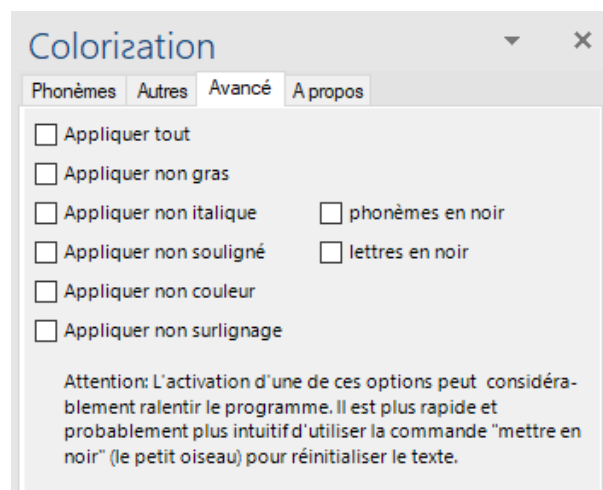 Colorization
Phonèmes Autres Avancé A propos
Appliquer tout
Appliquer non gras
Appliquer non italique phonèmes en noir
Appliquer non souligné lettres en noir
Appliquer non couleur
Appliquer non surlignage
Attention: L'activation d'une de ces options peut considéra-
blement ralentir le programme. Il est plus rapide et
probablement plus intuitif d'utiliser la commande "mettre en
noir" (le petit oiseau) pour réinitialiser le texte.